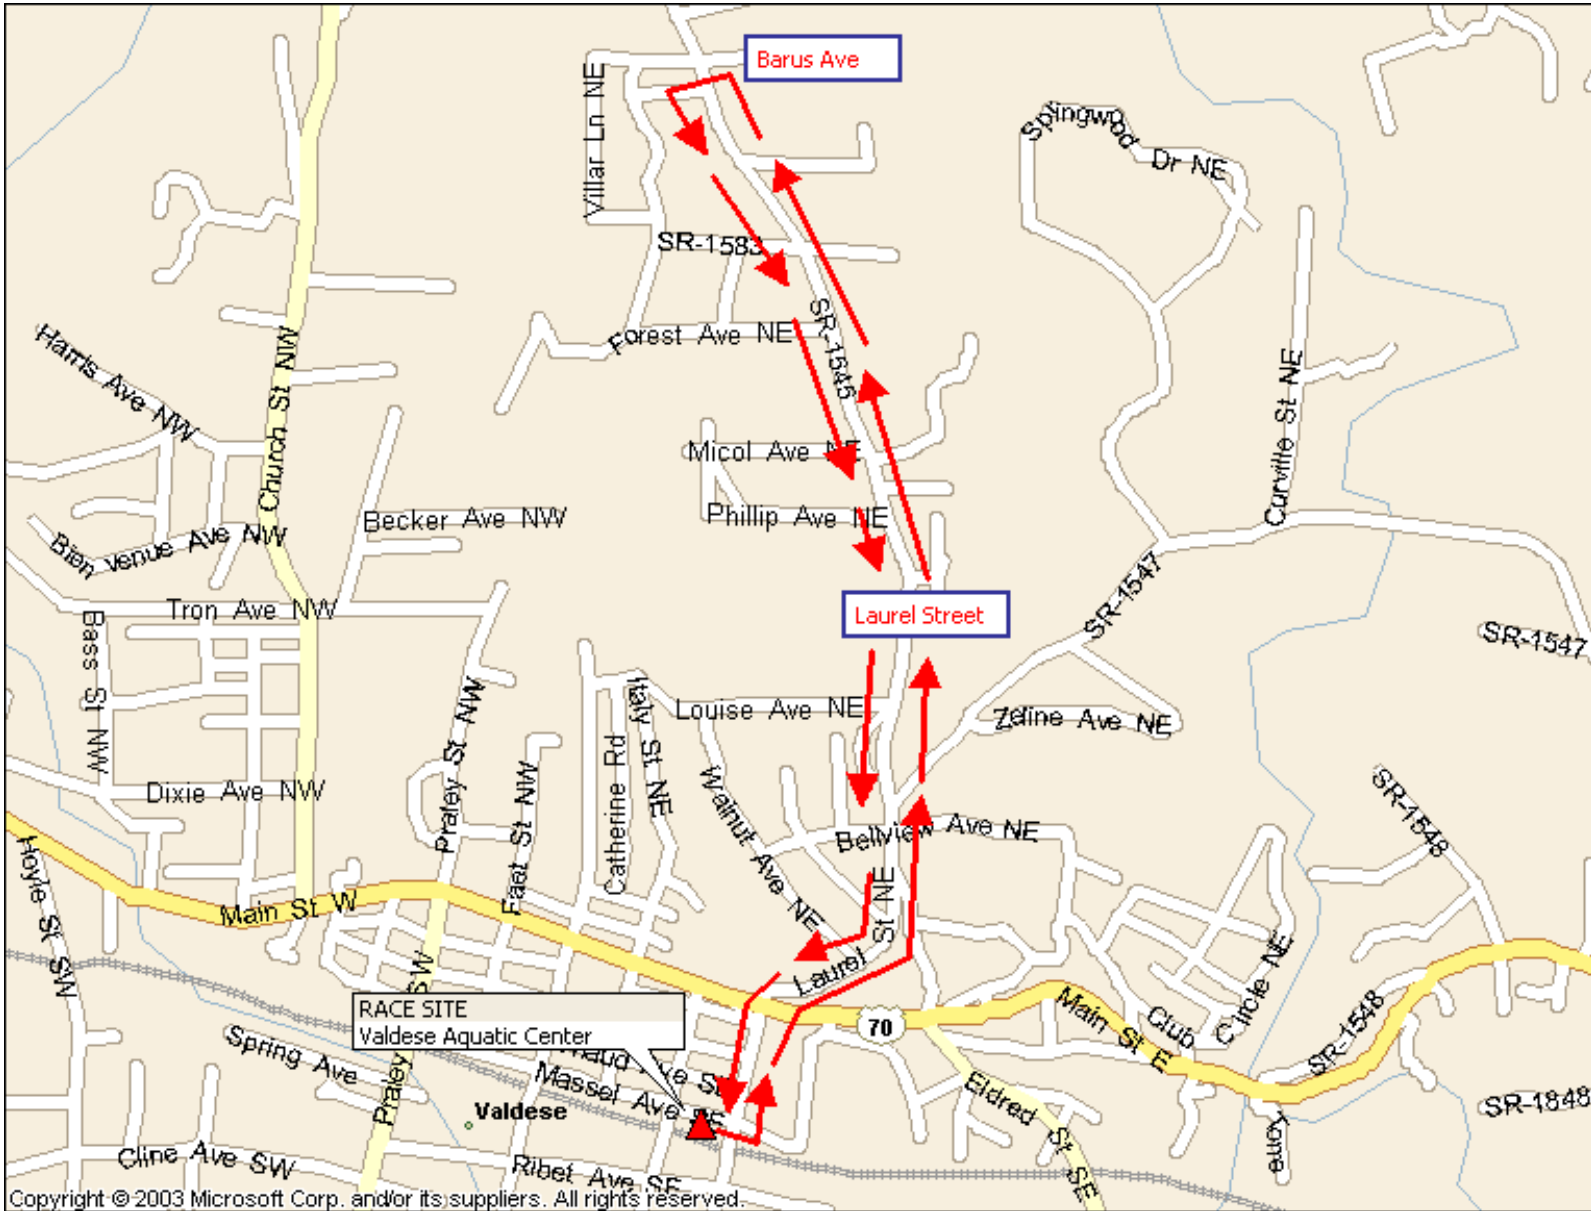 Barus Ave
Villar Ln NE
Splingwood Dr NE
SR-1583
SR-1545
Forest Ave NE
Harris Ave NW
Church St NW
Curville St NE
Micol Ave NE
Phillip Ave NE
Becker Ave NW
Bien Venue Ave NW
SR-1547
Tron Ave NW
Laurel Street
Bass St NW
SR-1547
Praley St NW
Italy St NE
Louise Ave NE
Zeline Ave NE
Catherine Rd
Walnut Ave NE
Dixie Ave NW
Faet St NW
Bellview Ave NE
SR-1548
Hoyle St SW
Main St W
St NE
Laurel
Circle NE
Club
RACE SITE
Valdese Aquatic Center
70
Main St E
SR-1548
Spring Ave
Massel Ave SE
Praley
SW
Valdese
Eldred St SE
SR-1848
Tone
Cline Ave SW
Ribet Ave SE
Copyright © 2003 Microsoft Corp. and/or its suppliers. All rights reserved.